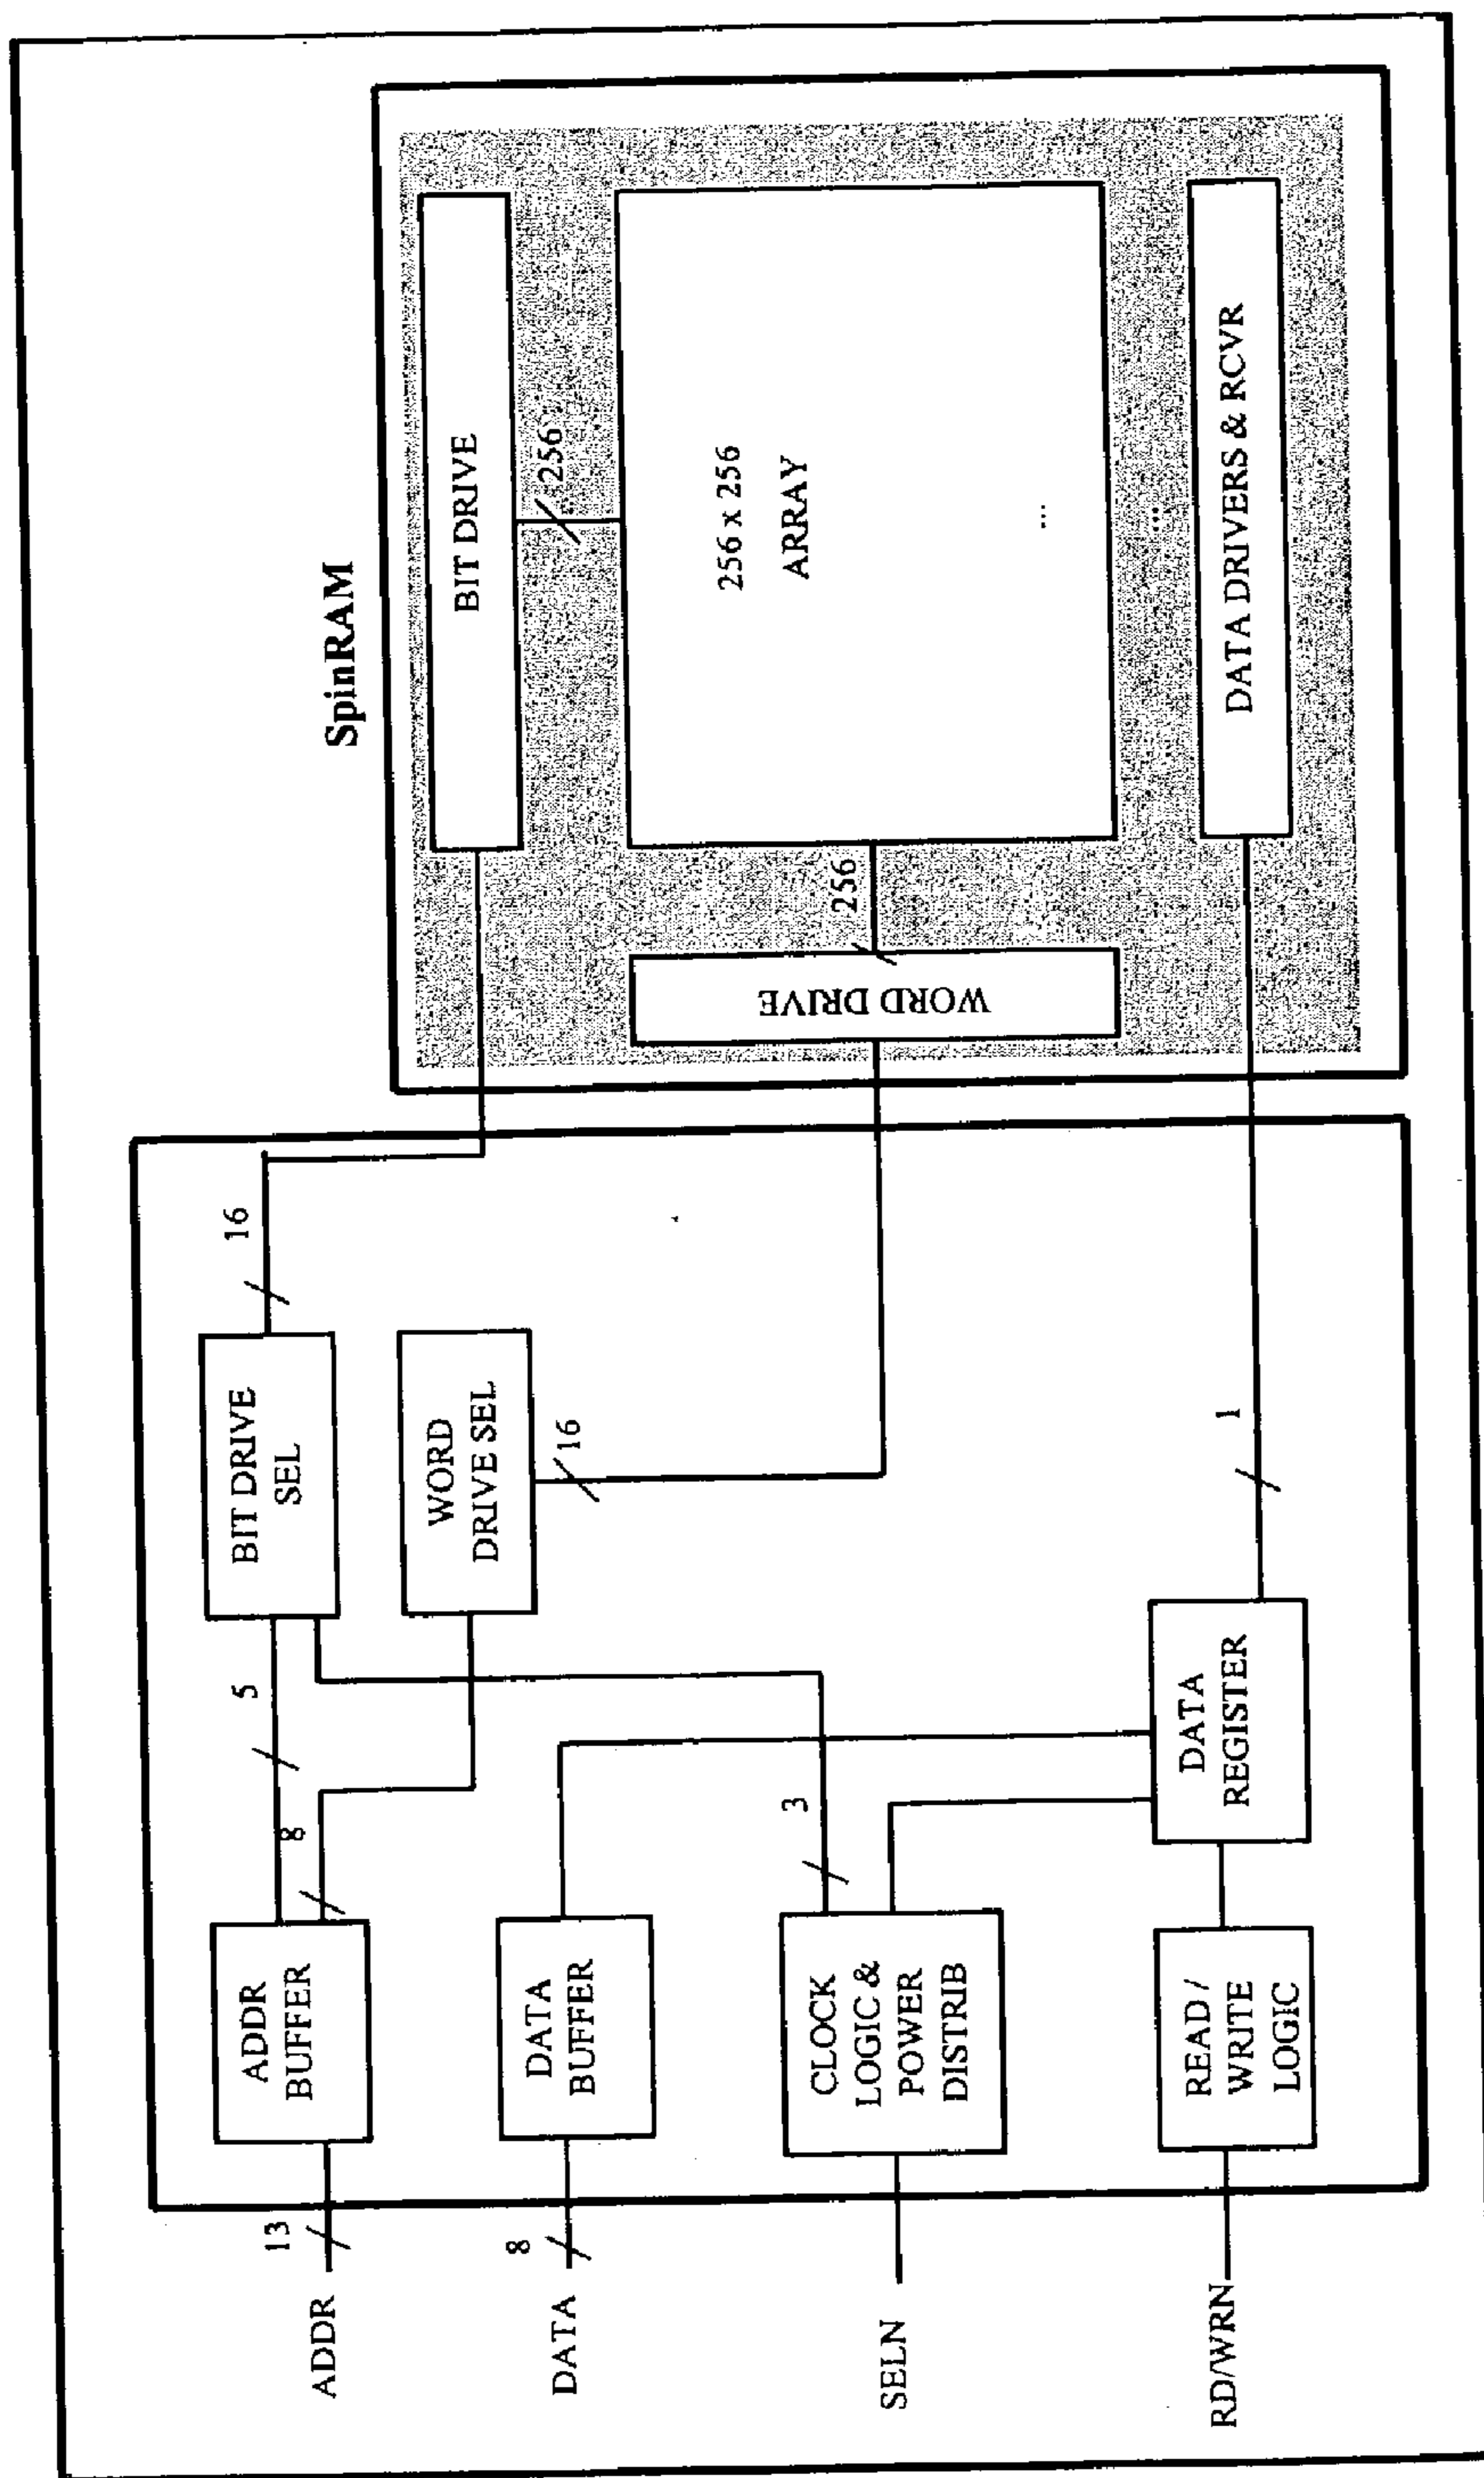 SpinRAM
ADDR
13
ADDR
BUFFER
8
5
BIT DRIVE
SEL
16
BIT DRIVE
256
WORD
DRIVE SEL
16
WORD DRIVE
256
256 x 256
ARRAY
...
....
DATA
8
DATA
BUFFER
SELN
CLOCK
LOGIC &
POWER
DISTRIB
3
RD/WRN
READ /
WRITE
LOGIC
DATA
REGISTER
1
DATA DRIVERS & RCVR